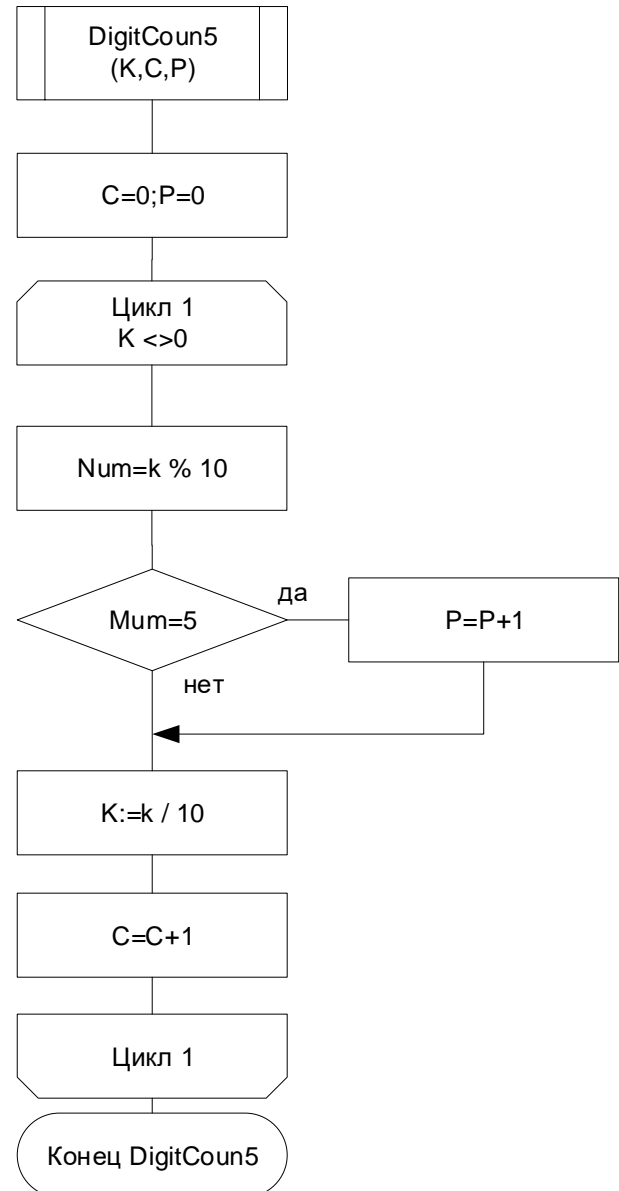 DigitCoun5
(K,C,P)
C=0;P=0
Цикл 1
K <>0
Num=k % 10
Mum=5
да
P=P+1
нет
K:=k / 10
C=C+1
Цикл 1
Конец DigitCoun5